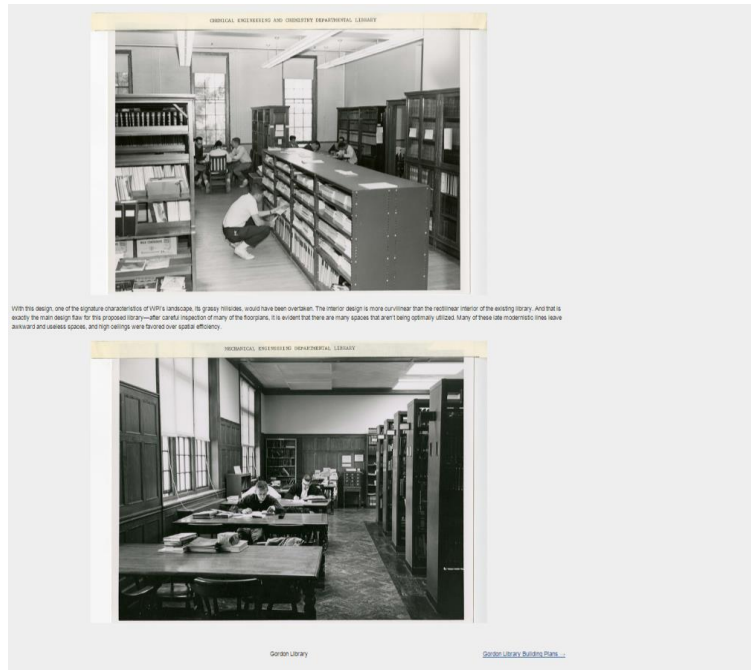 CHEMICAL ENGINEERING AND CHEMISTRY DEPARTMENTAL LIBRARY
With this design, one of the signature characteristics of WPI's landscape, its grassy hillsides, would have been overtaken. The interior design is more curvilinear than the rectilinear interior of the existing library. And that is
exactly the main design flaw for this proposed library—after careful inspection of many of the floorplans, it is evident that there are many spaces that aren't being optimally utilized. Many of these late modernistic lines leave
awkward and useless spaces, and high ceilings were favored over spatial efficiency.
MECHANICAL ENGINEERING DEPARTMENTAL LIBRARY
Gordon Library
Gordon Library Building Plans →